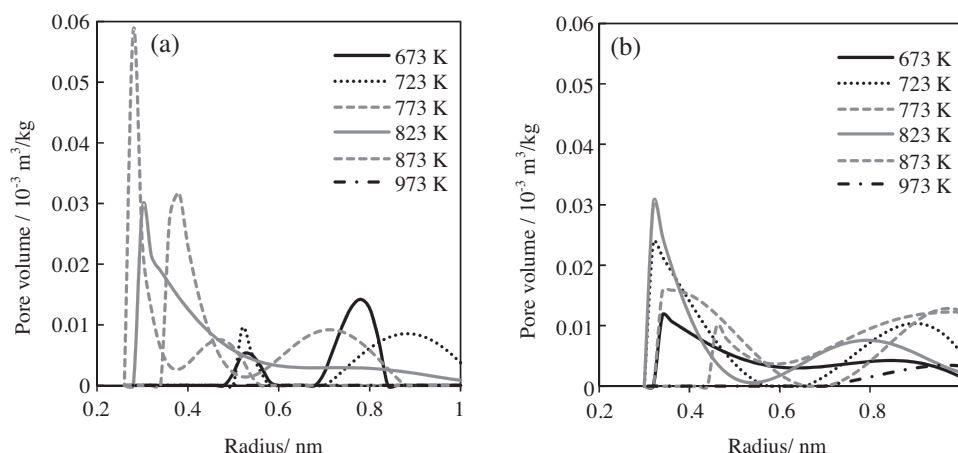 (a)
673 K
723 K
773 K
823 K
873 K
973 K
0.06
0.05
0.04
0.03
0.02
0.01
0
0.2 0.4 0.6 0.8 1
Pore volume / 10⁻³ m³/kg
Radius/ nm
(b)
673 K
723 K
773 K
823 K
873 K
973 K
0.06
0.05
0.04
0.03
0.02
0.01
0
0.2 0.4 0.6 0.8
Pore volume / 10⁻³ m³/kg
Radius/ nm